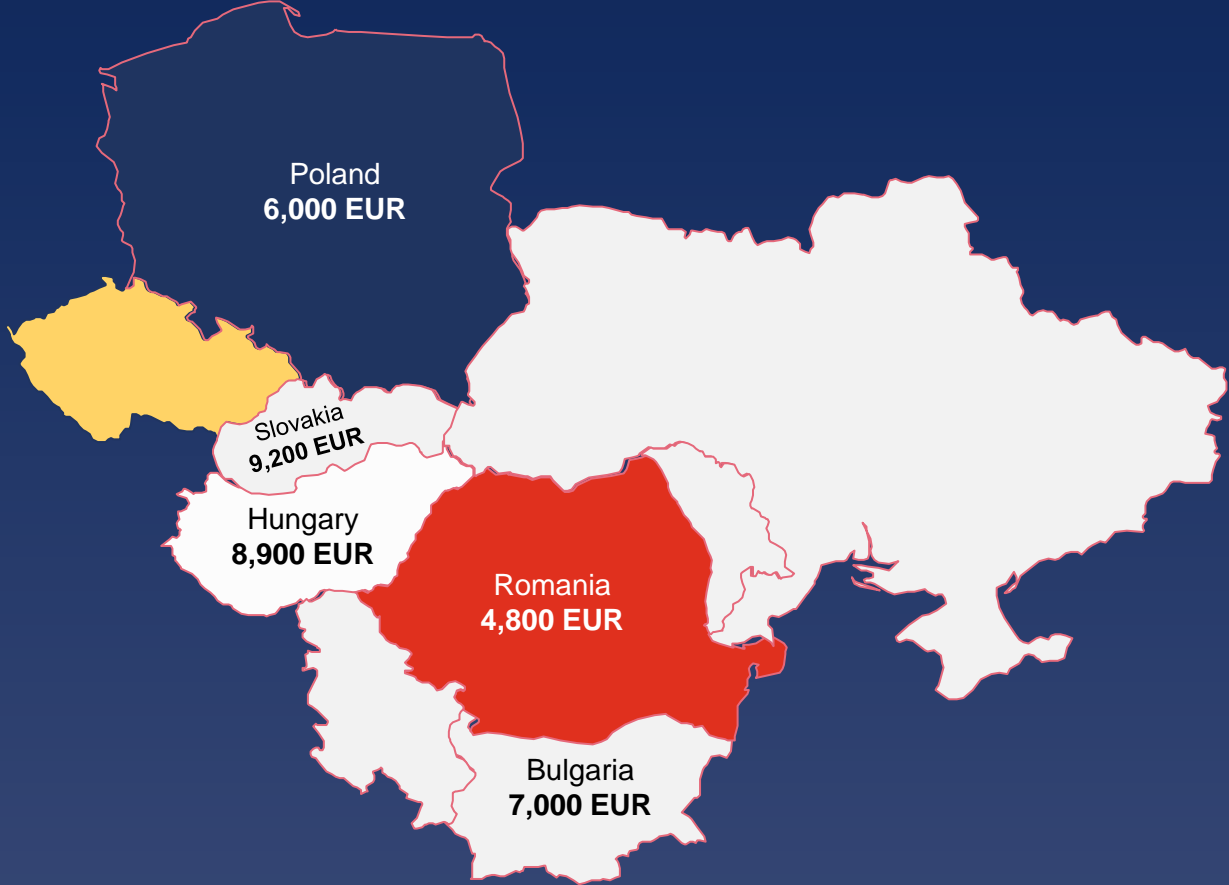 Poland
6,000 EUR
Slovakia
9,200 EUR
Hungary
8,900 EUR
Romania
4,800 EUR
Bulgaria
7,000 EUR